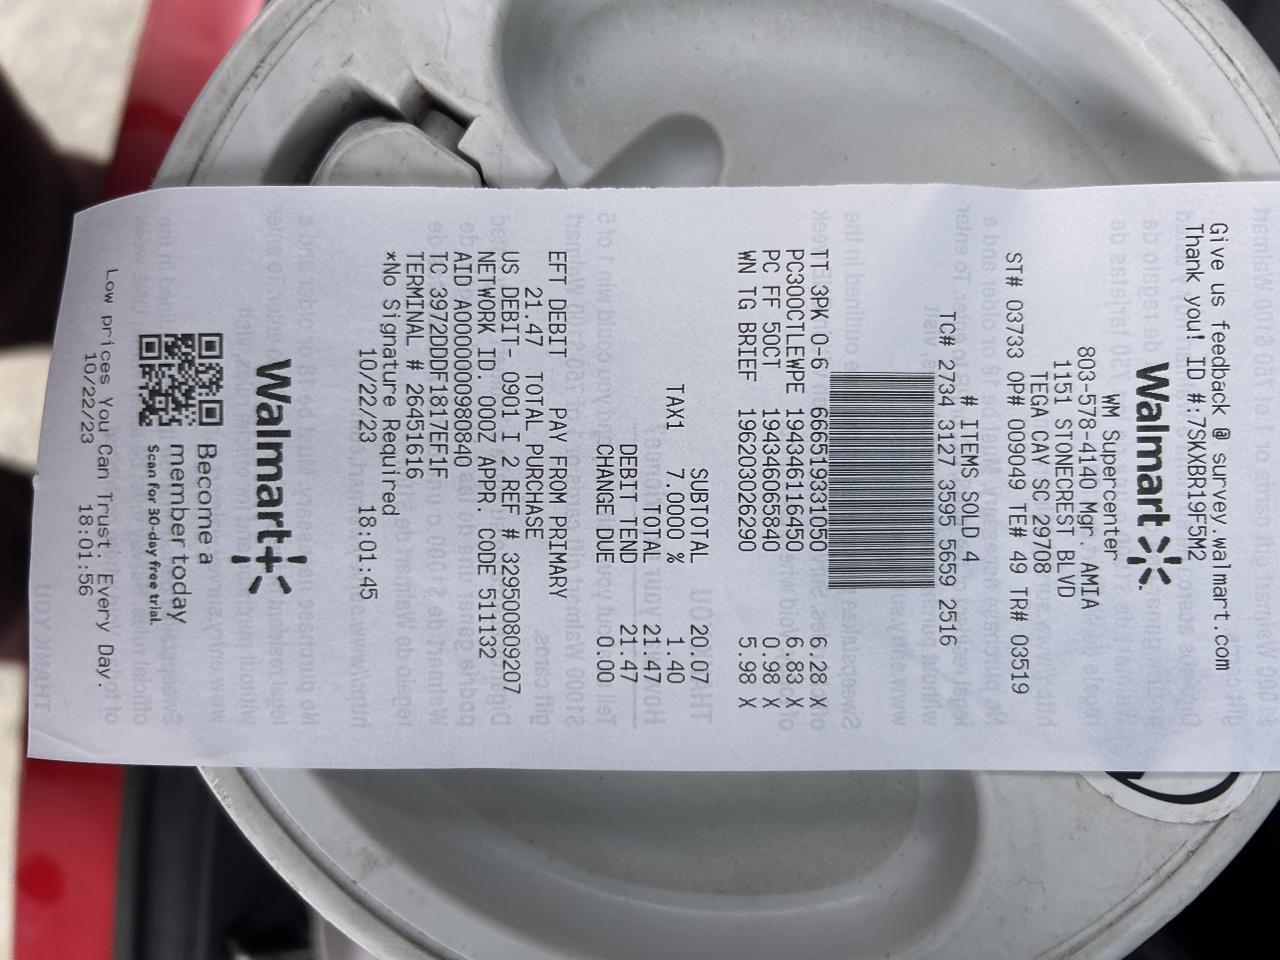 Give us feedback @ survey.walmart.com
Thank you! ID #:7SKXBR19F5M2
Walmart
WM Supercenter
803-578-4140 Mgr. AMIA
1151 STONECREST BLVD
TEGA CAY SC 29708
ST# 03733 OP# 009049 TE# 49 TR# 03519
# ITEMS SOLD 4
TC# 2734 3127 3595 5659 2516
TT 3PK 0-6 666519331050 6.28 X
PC300CTLEWPE 194346116450 6.83 X
PC FF 50CT 194346065840 0.98 X
WN TG BRIEF 196203026290 5.98 X
SUBTOTAL 20.07
TAX1 7.0000 % 1.40
TOTAL 21.47
DEBIT TEND 21.47
CHANGE DUE 0.00
EFT DEBIT PAY FROM PRIMARY
21.47 TOTAL PURCHASE
US DEBIT- 0901 I 2 REF # 329500809207
NETWORK ID. 000Z APPR. CODE 511132
AID A0000000980840
TC 3972DDDF1817EF1F
TERMINAL # 26451616
*No Signature Required
10/22/23 18:01:45
Walmart+
Become a
member today
Scan for 30-day free trial.
Low prices You Can Trust. Every Day.
10/22/23 18:01:56